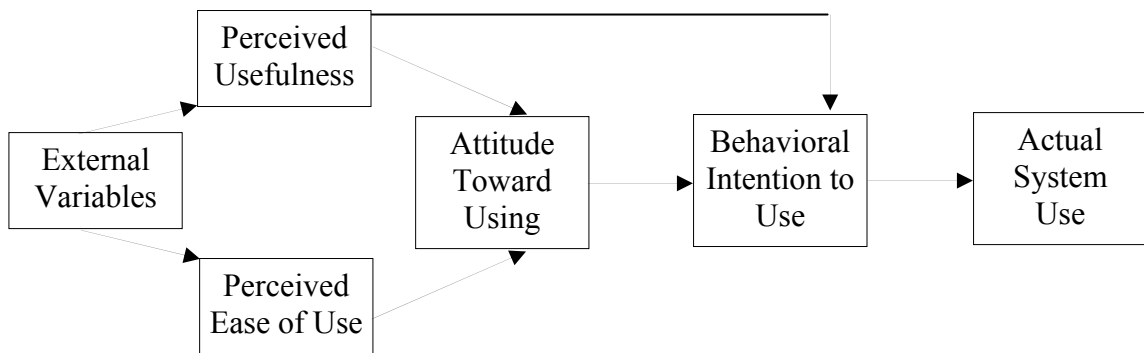 Perceived
Usefulness
External
Variables
Perceived
Ease of Use
Attitude
Toward
Using
Behavioral
Intention to
Use
Actual
System
Use